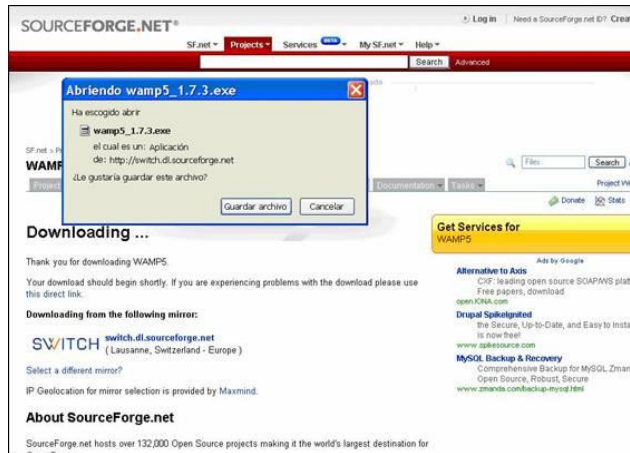 SOURCEFORGE.NET®
Log in Need a SourceForge.net ID?
SF.net Projects Services BETA My SF.net Help
Search Advanced
Abriendo wamp5_1.7.3.exe
Ha escogido abrir
wamp5_1.7.3.exe
el cual es un: Aplicación
de: http://switch.dl.sourceforge.net
¿Le gustaría guardar este archivo?
Guardar archivo Cancelar
SF.net »
Files Search
Documentation Tasks
Donate Stats
Downloading ...
Thank you for downloading WAMP5.
Your download should begin shortly. If you are experiencing problems with the download please use
this direct link.
Downloading from the following mirror:
SWITCH switch.dl.sourceforge.net
( Lausanne, Switzerland - Europe )
Select a different mirror?
IP Geolocation for mirror selection is provided by Maxmind.
About SourceForge.net
SourceForge.net hosts over 132,000 Open Source projects making it the world's largest destination for
Get Services for
WAMP5
Ads by Google
Alternative to Axis
CXF: leading open source SOAP/WS
Free papers, download
open.IONA.com
Drupal SpikeIgnited
the Secure, Up-to-Date, and Easy to
is now free!
www.spikesource.com
MySQL Backup & Recovery
Comprehensive Backup for MySQL
Open Source, Robust, Secure
www.zmanda.com/backup-mysql.html